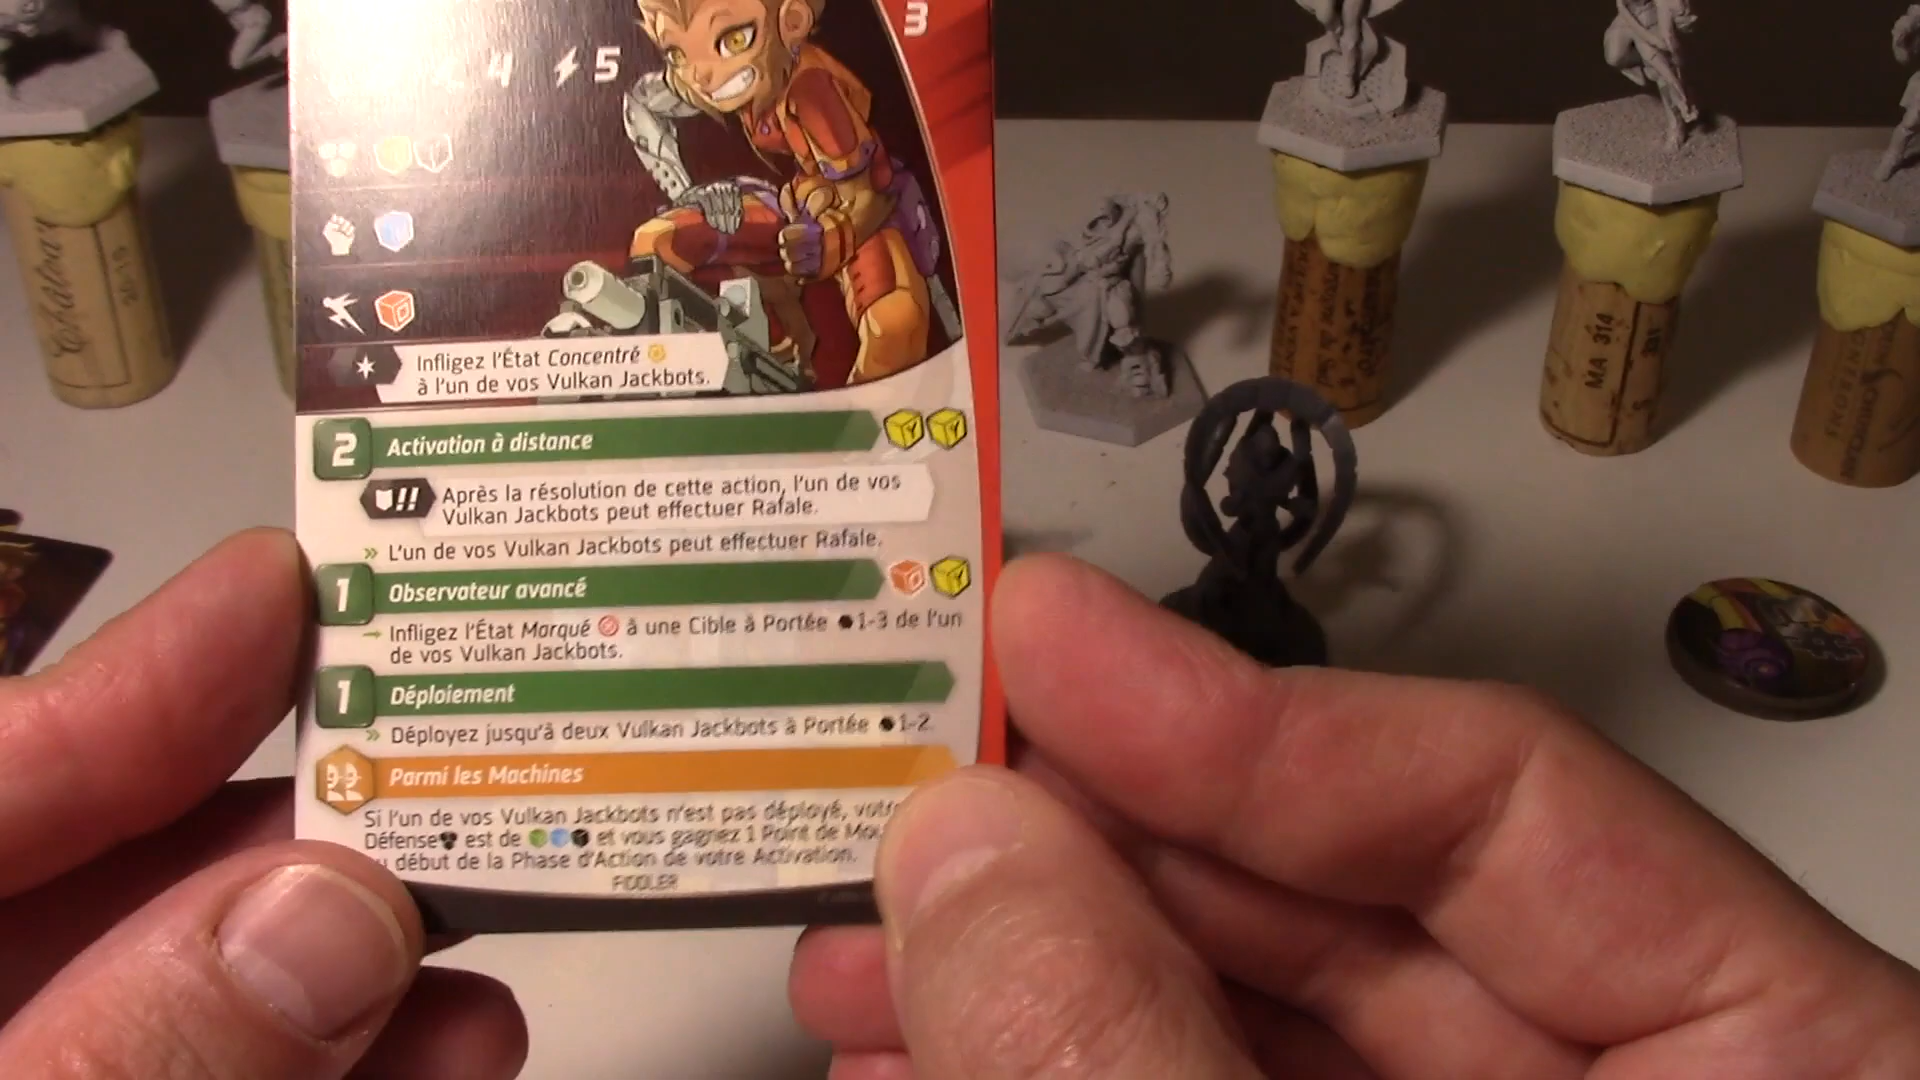 3
4 5
Infligez l'État Concentré
à l'un de vos Vulkan Jackbots.
2 Activation à distance
!! Après la résolution de cette action, l'un de vos
Vulkan Jackbots peut effectuer Rafale.
» L'un de vos Vulkan Jackbots peut effectuer Rafale.
1 Observateur avancé
→ Infligez l'État Marqué à une Cible à Portée 1-3 de l'un
de vos Vulkan Jackbots.
1 Déploiement
» Déployez jusqu'à deux Vulkan Jackbots à Portée 1-2.
Parmi les Machines
Si l'un de vos Vulkan Jackbots n'est pas déployé,
Défense est de et vous gagnez 1 Point de
début de la Phase d'Action de votre Activation.
FIDDLER
MA 314